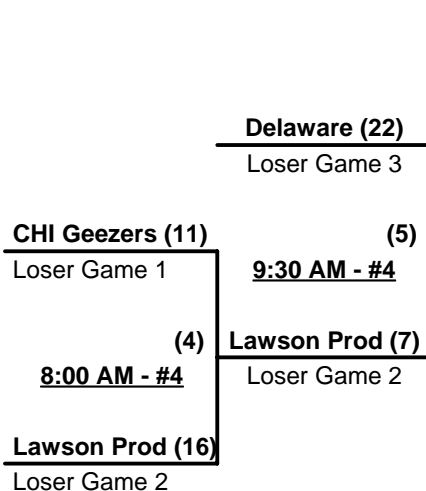 Delaware (22)
Loser Game 3
CHI Geezers (11)
(5)
Loser Game 1
9:30 AM - #4
(4)
Lawson Prod (7)
8:00 AM - #4
Loser Game 2
Lawson Prod (16)
Loser Game 2